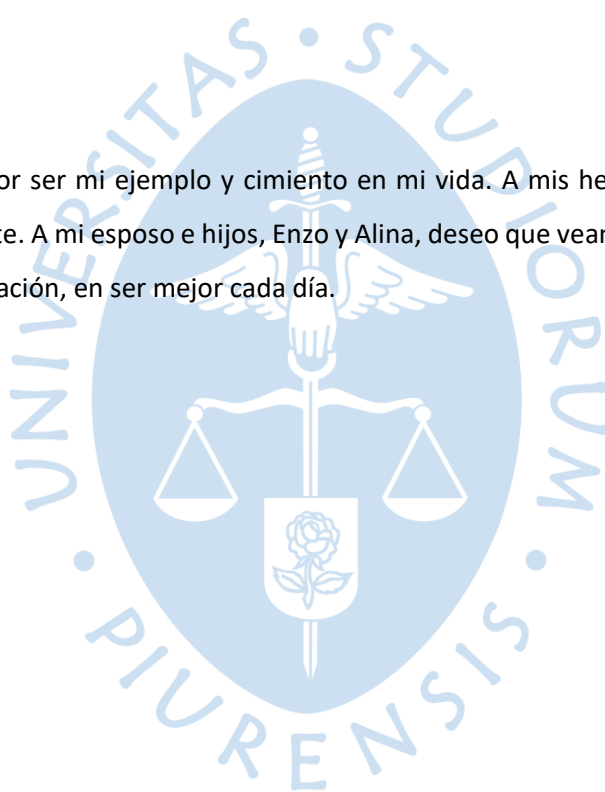 or ser mi ejemplo y cimiento en mi vida. A mis he
te. A mi esposo e hijos, Enzo y Alina, deseo que vean
ación, en ser mejor cada día.
UNIVERSITAS • STUDIORUM • PIURENSIS